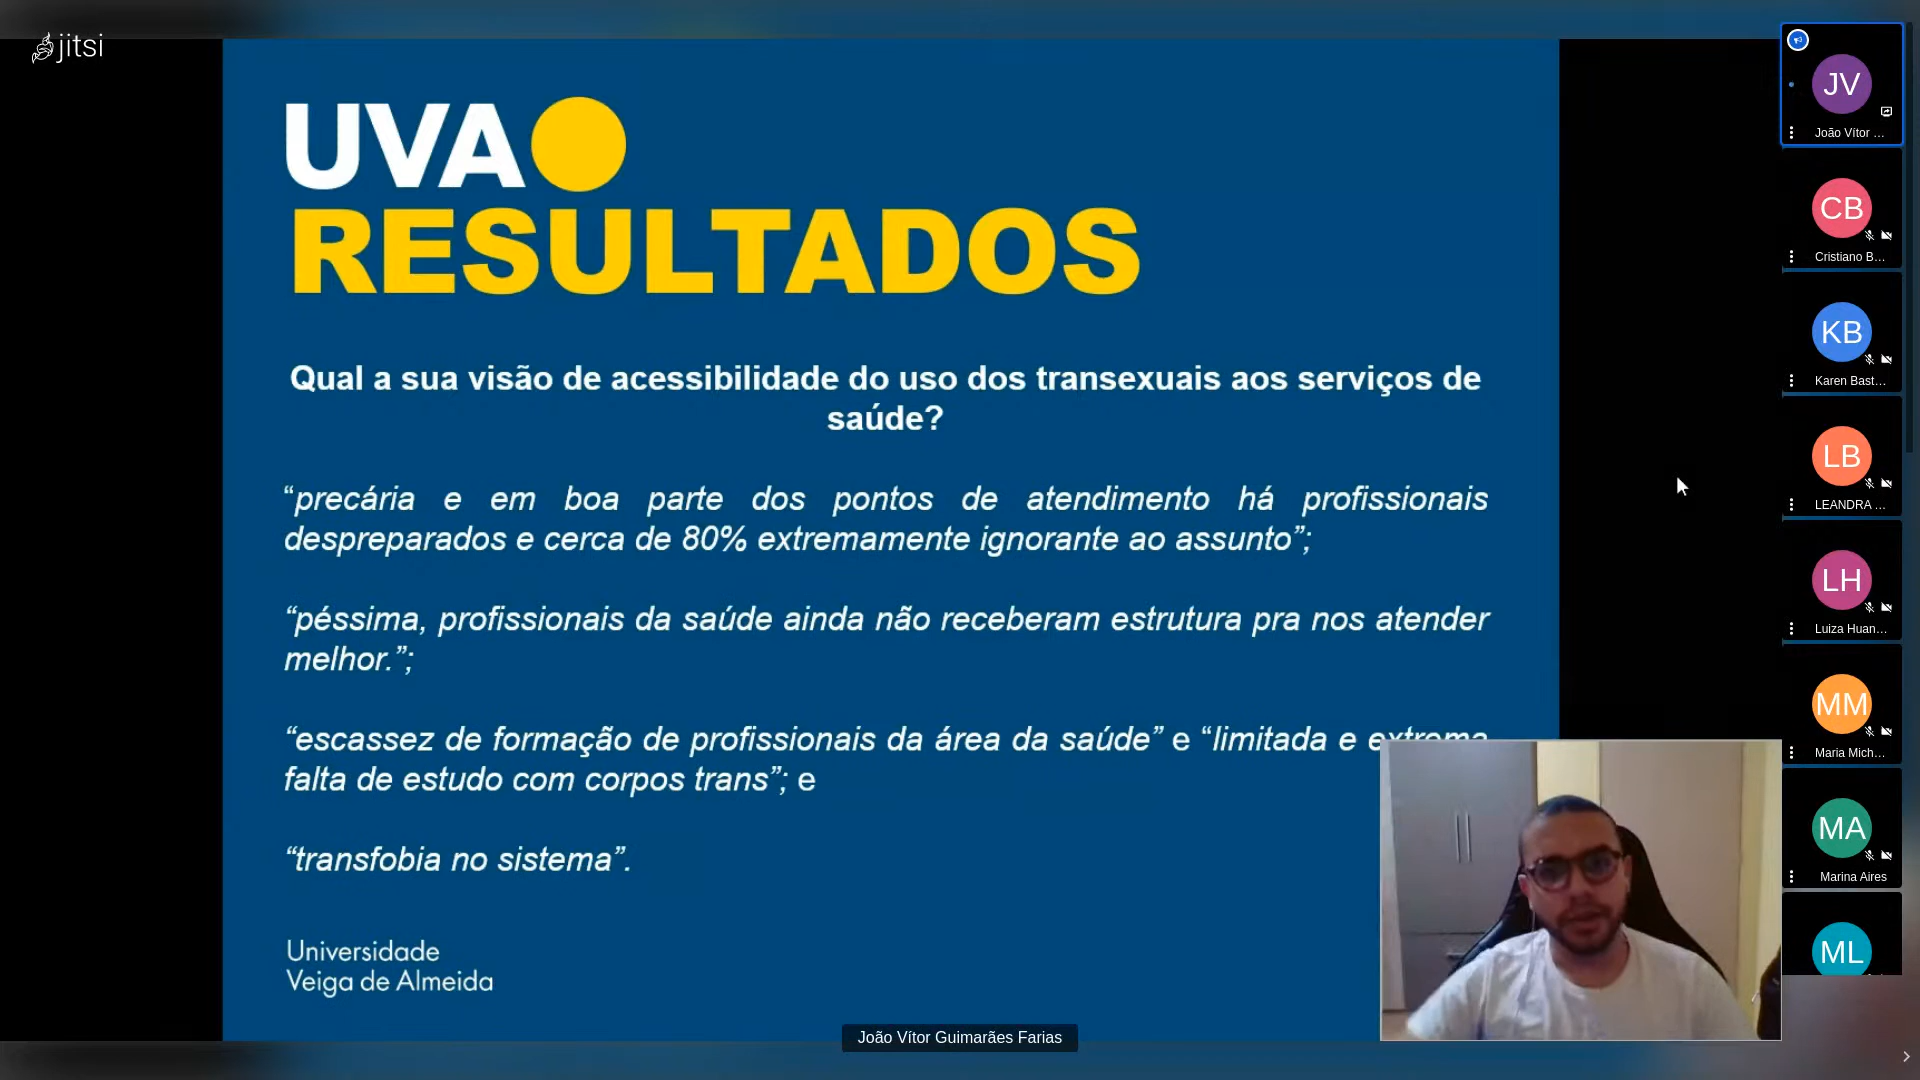 jitsi
UVA
RESULTADOS
Qual a sua visão de acessibilidade do uso dos transexuais aos serviços de
saúde?
“precária e em boa parte dos pontos de atendimento há profissionais
despreparados e cerca de 80% extremamente ignorante ao assunto”;
“péssima, profissionais da saúde ainda não receberam estrutura pra nos atender
melhor.”;
“escassez de formação de profissionais da área da saúde” e “limitada e extrema
falta de estudo com corpos trans”; e
“transfobia no sistema”.
Universidade
Veiga de Almeida
João Vítor Guimarães Farias
JV
João Vítor ...
CB
Cristiano B...
KB
Karen Bast...
LB
LEANDRA ...
LH
Luiza Huan...
MM
Maria Mich...
MA
Marina Aires
ML